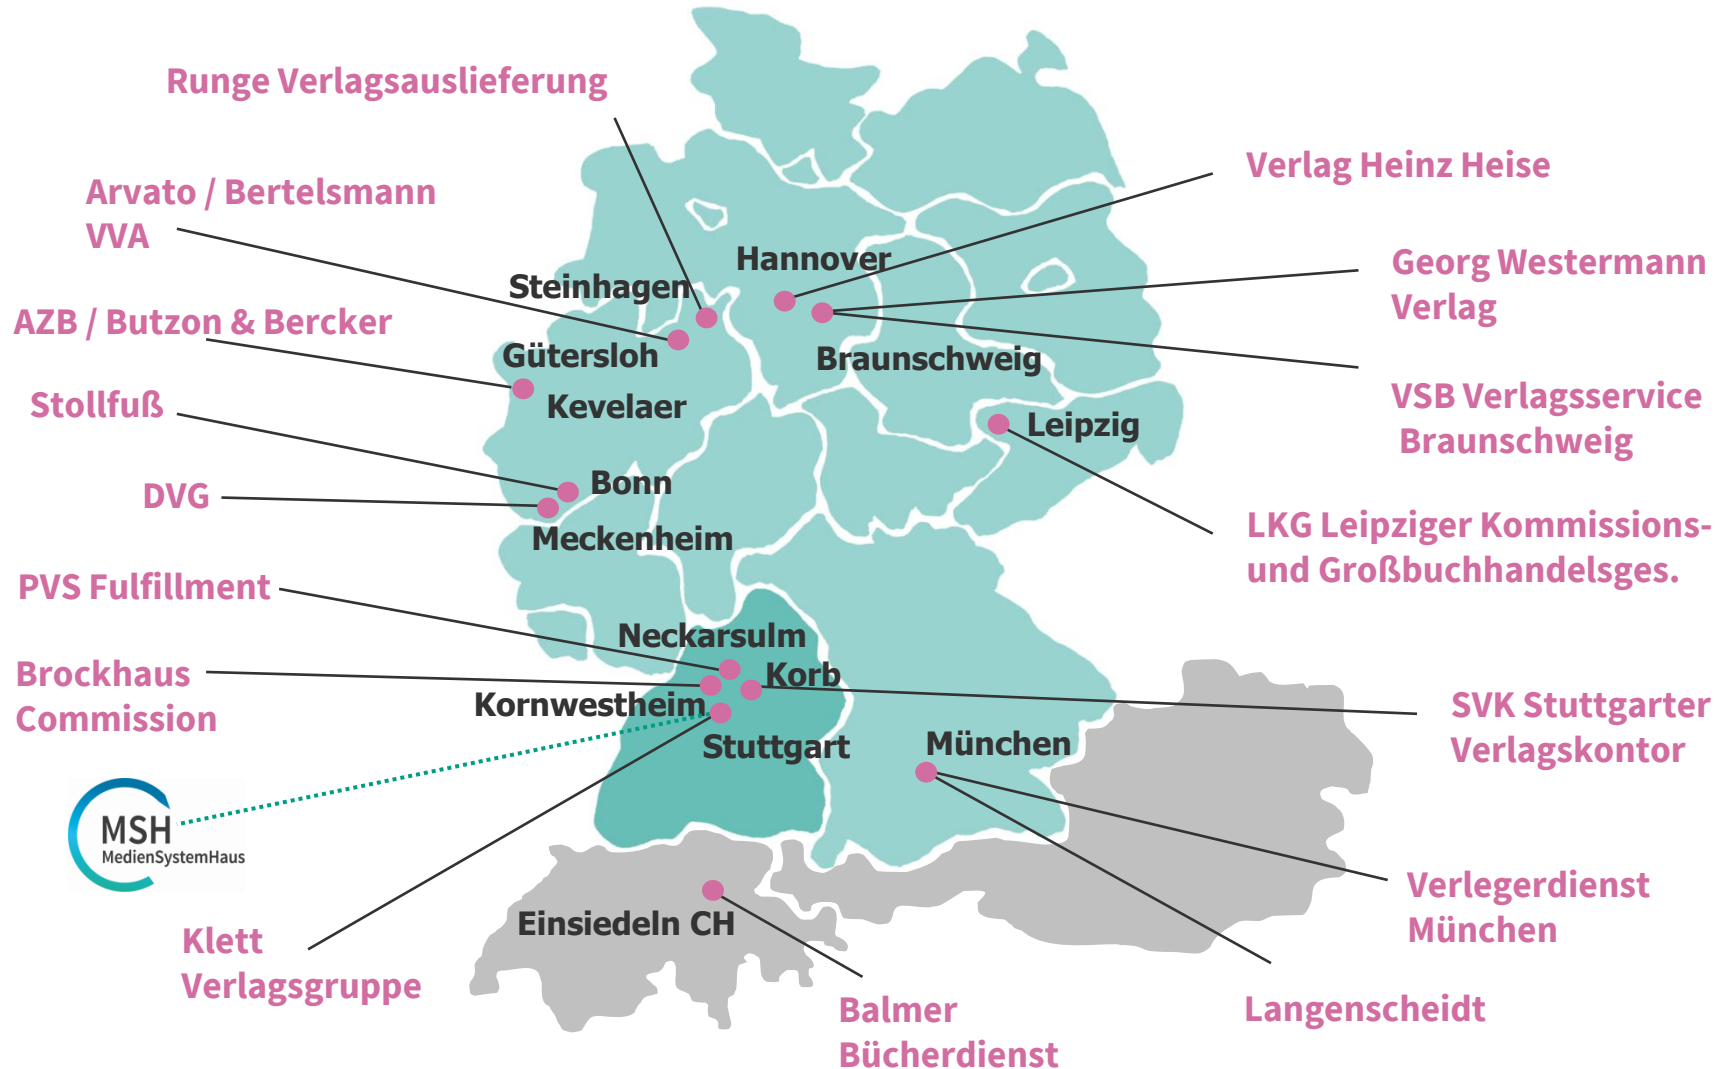 Runge Verlagsauslieferung
Arvato / Bertelsmann
VVA
AZB / Butzon & Bercker
Stollfuß
DVG
PVS Fulfillment
Brockhaus
Commission
MSH
MedienSystemHaus
Klett
Verlagsgruppe
Steinhagen
Hannover
Gütersloh
Braunschweig
Kevelaer
Leipzig
Bonn
Meckenheim
Neckarsulm
Korb
Kornwestheim
Stuttgart
München
Einsiedeln CH
Verlag Heinz Heise
Georg Westermann
Verlag
VSB Verlagsservice
Braunschweig
LKG Leipziger Kommissions-
und Großbuchhandelsges.
SVK Stuttgarter
Verlagskontor
Verlegerdienst
München
Langenscheidt
Balmer
Bücherdienst